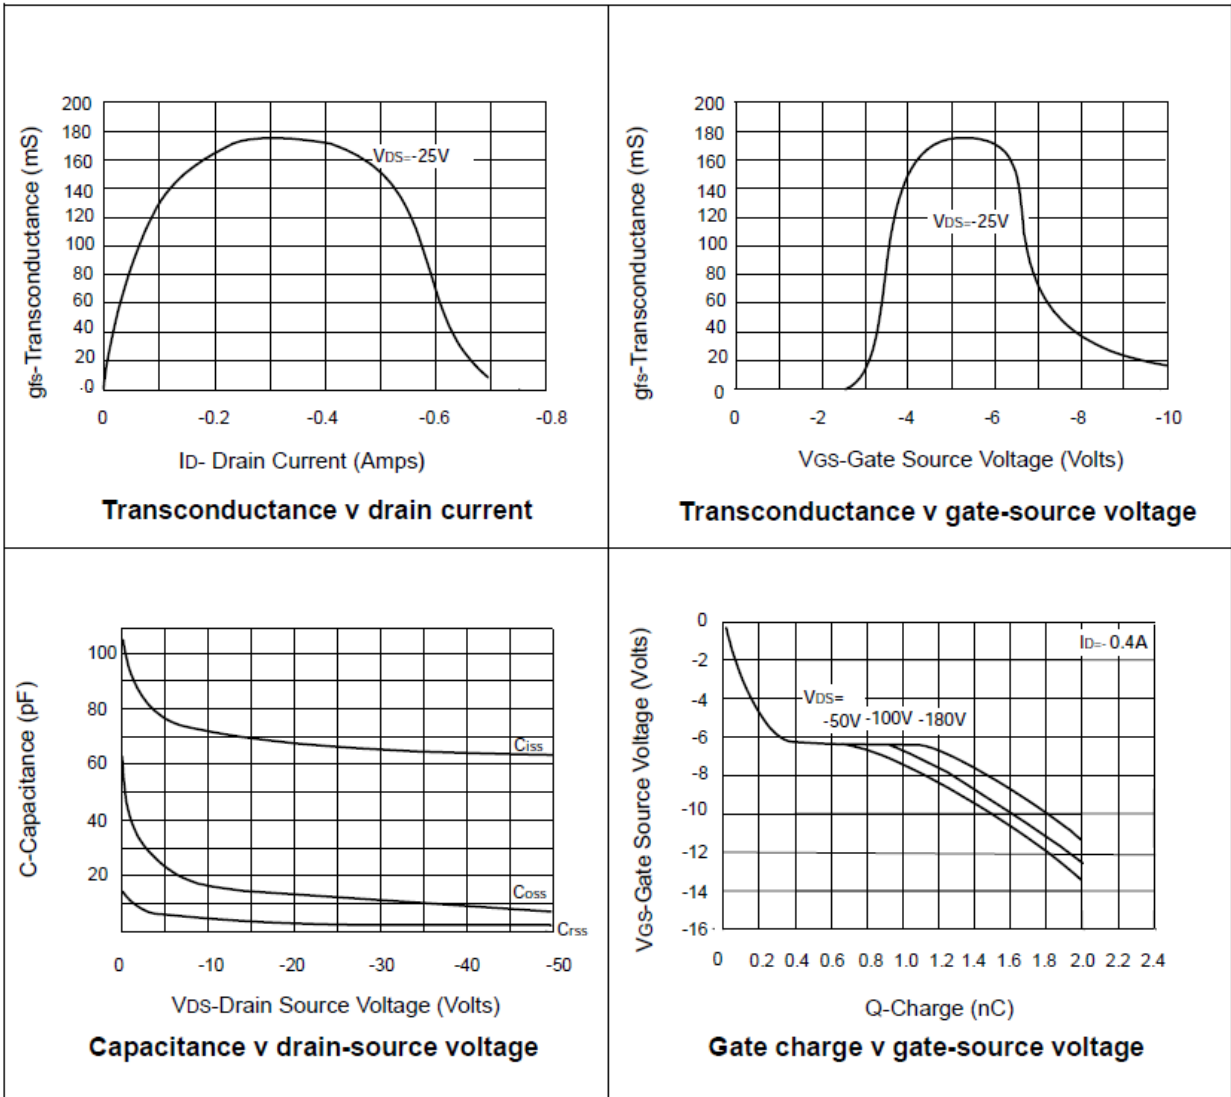 200
180
160
140
120
100
80
60
40
20
.0
gfs-Transconductance (mS)
VDS=-25V
0 -0.2 -0.4 -0.6 -0.8
ID- Drain Current (Amps)
Transconductance v drain current
200
180
160
140
120
100
80
60
40
20
0
gfs-Transconductance (mS)
VDS=-25V
0 -2 -4 -6 -8 -10
VGS-Gate Source Voltage (Volts)
Transconductance v gate-source voltage
100
80
60
40
20
C-Capacitance (pF)
Ciss
Coss
Crss
0 -10 -20 -30 -40 -50
VDS-Drain Source Voltage (Volts)
Capacitance v drain-source voltage
0
-2
-4
-6
-8
-10
-12
-14
-16
VGS-Gate Source Voltage (Volts)
ID=- 0.4A
VDS=
-50V -100V -180V
0 0.2 0.4 0.6 0.8 1.0 1.2 1.4 1.6 1.8 2.0 2.2 2.4
Q-Charge (nC)
Gate charge v gate-source voltage